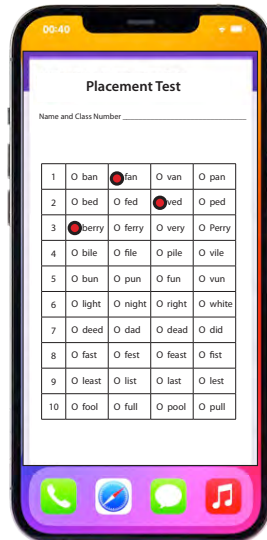 00:40
Placement Test
Name and Class Number
1 O ban fan O van O pan
2 O bed O fed ved O ped
3 berry O ferry O very O Perry
4 O bile O file O pile O vile
5 O bun O pun O fun O vun
6 O light O night O right O white
7 O deed O dad O dead O did
8 O fast O fest O feast O fist
9 O least O list O last O lest
10 O fool O full O pool O pull